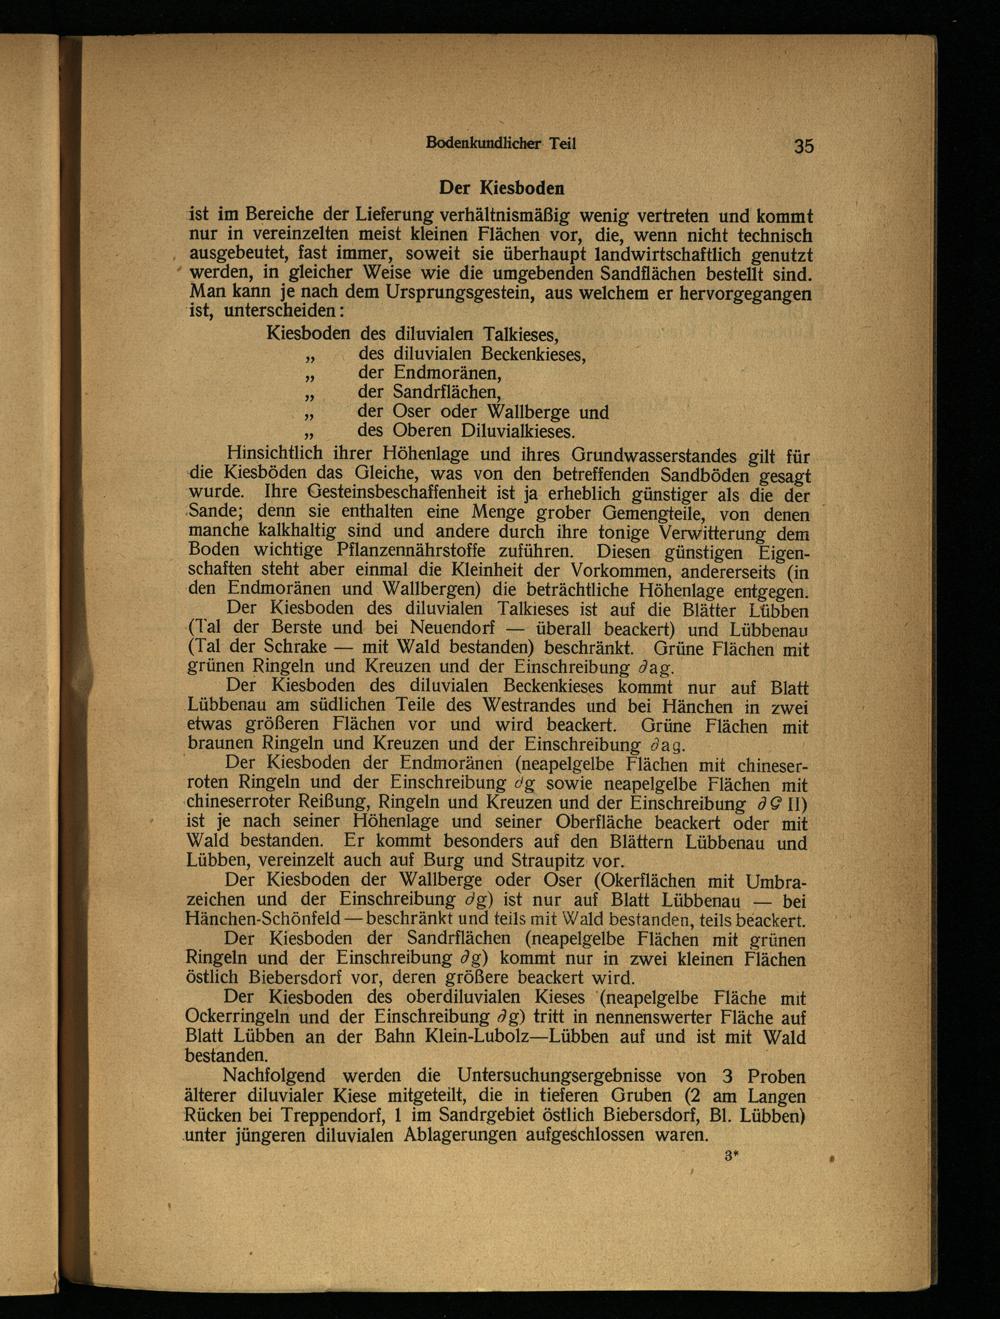 Bodenkundlicher Teil 35
Der Kiesboden
ist im Bereiche der Lieferung verhältnismäßig wenig vertreten und kommt
nur in vereinzelten meist kleinen Flächen vor, die, wenn nicht technisch
ausgebeutet, fast immer, soweit sie überhaupt landwirtschaftlich genutzt
werden, in gleicher Weise wie die umgebenden Sandflächen bestellt sind.
Man kann je nach dem Ursprungsgestein, aus welchem er hervorgegangen
ist, unterscheiden:
Kiesboden des diluvialen Talkieses,
„ des diluvialen Beckenkieses,
„ der Endmoränen,
„ der Sandrflächen,
„ der Oser oder Wallberge und
„ des Oberen Diluvialkieses.
Hinsichtlich ihrer Höhenlage und ihres Grundwasserstandes gilt für
die Kiesböden das Gleiche, was von den betreffenden Sandböden gesagt
wurde. Ihre Gesteinsbeschaffenheit ist ja erheblich günstiger als die der
Sande; denn sie enthalten eine Menge grober Gemengteile, von denen
manche kalkhaltig sind und andere durch ihre tonige Verwitterung dem
Boden wichtige Pflanzennährstoffe zuführen. Diesen günstigen Eigen-
schaften steht aber einmal die Kleinheit der Vorkommen, andererseits (in
den Endmoränen und Wallbergen) die beträchtliche Höhenlage entgegen.
Der Kiesboden des diluvialen Talkieses ist auf die Blätter Lübben
(Tal der Berste und bei Neuendorf — überall beackert) und Lübbenau
(Tal der Schrake — mit Wald bestanden) beschränkt. Grüne Flächen mit
grünen Ringeln und Kreuzen und der Einschreibung ∂ag.
Der Kiesboden des diluvialen Beckenkieses kommt nur auf Blatt
Lübbenau am südlichen Teile des Westrandes und bei Hänchen in zwei
etwas größeren Flächen vor und wird beackert. Grüne Flächen mit
braunen Ringeln und Kreuzen und der Einschreibung ∂ag.
Der Kiesboden der Endmoränen (neapelgelbe Flächen mit chineser-
roten Ringeln und der Einschreibung ∂g sowie neapelgelbe Flächen mit
chineserroter Reißung, Ringeln und Kreuzen und der Einschreibung ∂G II)
ist je nach seiner Höhenlage und seiner Oberfläche beackert oder mit
Wald bestanden. Er kommt besonders auf den Blättern Lübbenau und
Lübben, vereinzelt auch auf Burg und Straupitz vor.
Der Kiesboden der Wallberge oder Oser (Okerflächen mit Umbra-
zeichen und der Einschreibung ∂g) ist nur auf Blatt Lübbenau — bei
Hänchen-Schönfeld — beschränkt und teils mit Wald bestanden, teils beackert.
Der Kiesboden der Sandrflächen (neapelgelbe Flächen mit grünen
Ringeln und der Einschreibung ∂g) kommt nur in zwei kleinen Flächen
östlich Biebersdorf vor, deren größere beackert wird.
Der Kiesboden des oberdiluvialen Kieses (neapelgelbe Fläche mit
Ockerringeln und der Einschreibung ∂g) tritt in nennenswerter Fläche auf
Blatt Lübben an der Bahn Klein-Lubolz—Lübben auf und ist mit Wald
bestanden.
Nachfolgend werden die Untersuchungsergebnisse von 3 Proben
älterer diluvialer Kiese mitgeteilt, die in tieferen Gruben (2 am Langen
Rücken bei Treppendorf, 1 im Sandrgebiet östlich Biebersdorf, Bl. Lübben)
unter jüngeren diluvialen Ablagerungen aufgeschlossen waren.
3*